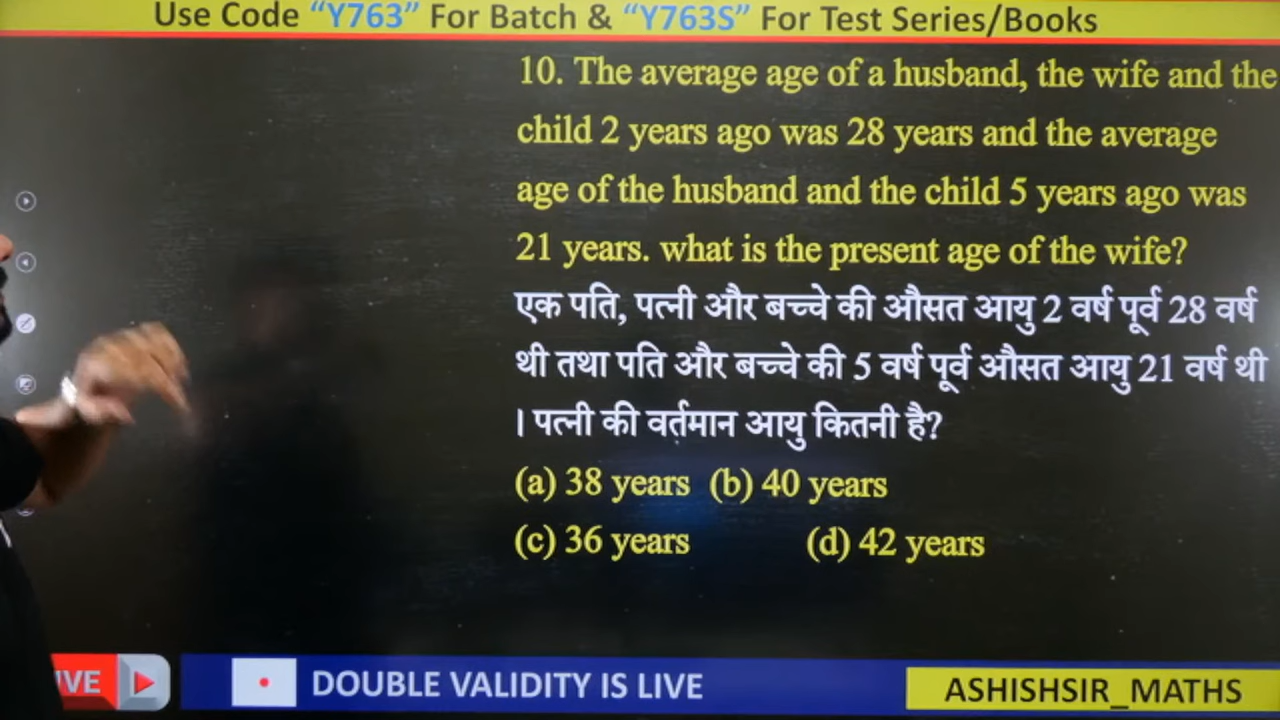 Use Code “Y763” For Batch & “Y763S” For Test Series/Books
10. The average age of a husband, the wife and the
child 2 years ago was 28 years and the average
age of the husband and the child 5 years ago was
21 years. what is the present age of the wife?
एक पति, पत्नी और बच्चे की औसत आयु 2 वर्ष पूर्व 28 वर्ष
थी तथा पति और बच्चे की 5 वर्ष पूर्व औसत आयु 21 वर्ष थी
। पत्नी की वर्तमान आयु कितनी है?
(a) 38 years (b) 40 years
(c) 36 years (d) 42 years
DOUBLE VALIDITY IS LIVE
ASHISHSIR_MATHS